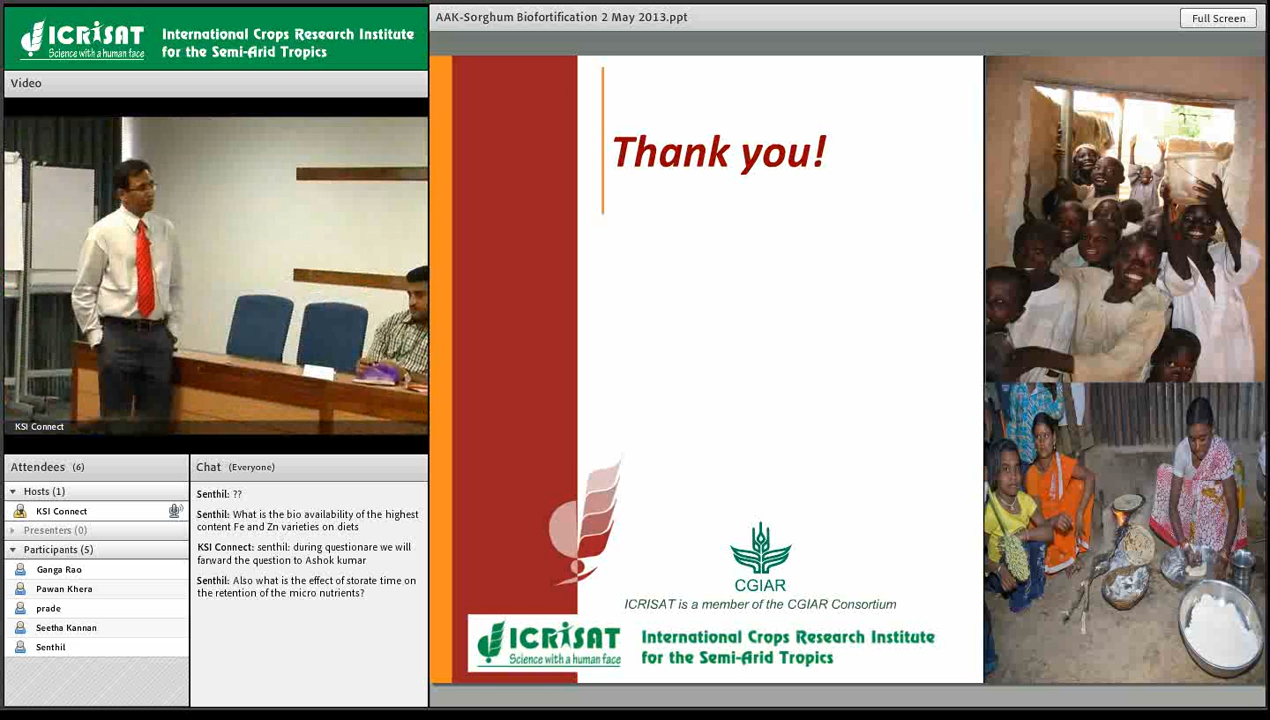 ICRISAT
Science with a human face
International Crops Research Institute
for the Semi-Arid Tropics
Video
KSI Connect
Attendees (6)
Hosts (1)
KSI Connect
Presenters (0)
Participants (5)
Ganga Rao
Pawan Khera
prade
Seetha Kannan
Senthil
Chat (Everyone)
Senthil: ??
Senthil: What is the bio availability of the highest
content Fe and Zn varieties on diets
KSI Connect: senthil: during questionare we will
farward the question to Ashok kumar
Senthil: Also what is the effect of storate time on
the retention of the micro nutrients?
AAK-Sorghum Biofortification 2 May 2013.ppt
Full Screen
Thank you!
CGIAR
ICRISAT is a member of the CGIAR Consortium
ICRISAT
Science with a human face
International Crops Research Institute
for the Semi-Arid Tropics